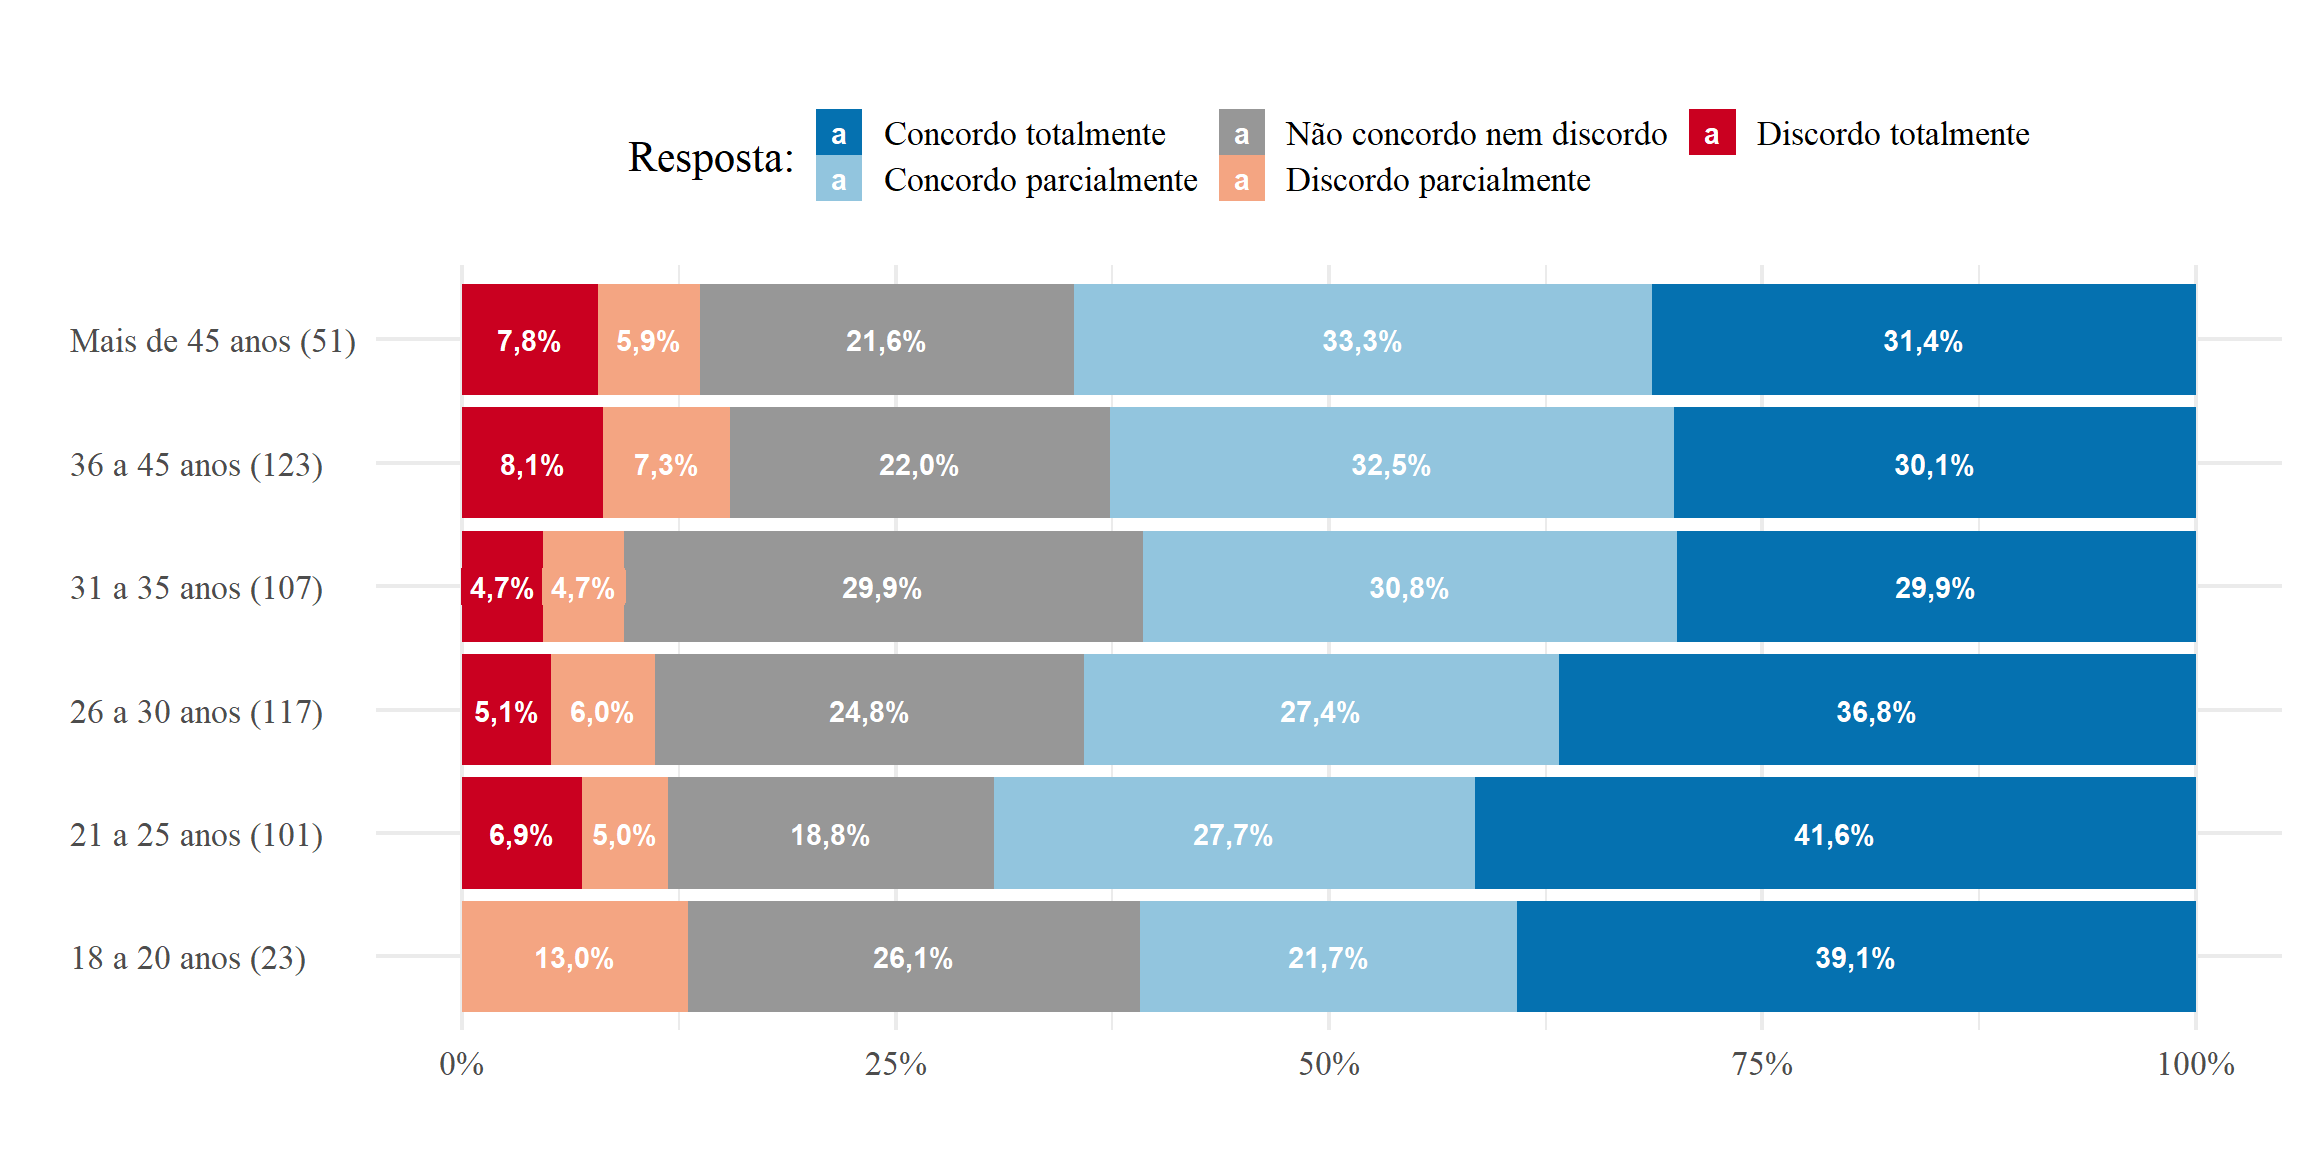 Resposta:
a Concordo totalmente
a Concordo parcialmente
a Não concordo nem discordo
a Discordo parcialmente
a Discordo totalmente
Mais de 45 anos (51) 7,8% 5,9% 21,6% 33,3% 31,4%
36 a 45 anos (123) 8,1% 7,3% 22,0% 32,5% 30,1%
31 a 35 anos (107) 4,7% 4,7% 29,9% 30,8% 29,9%
26 a 30 anos (117) 5,1% 6,0% 24,8% 27,4% 36,8%
21 a 25 anos (101) 6,9% 5,0% 18,8% 27,7% 41,6%
18 a 20 anos (23) 13,0% 26,1% 21,7% 39,1%
0% 25% 50% 75% 100%